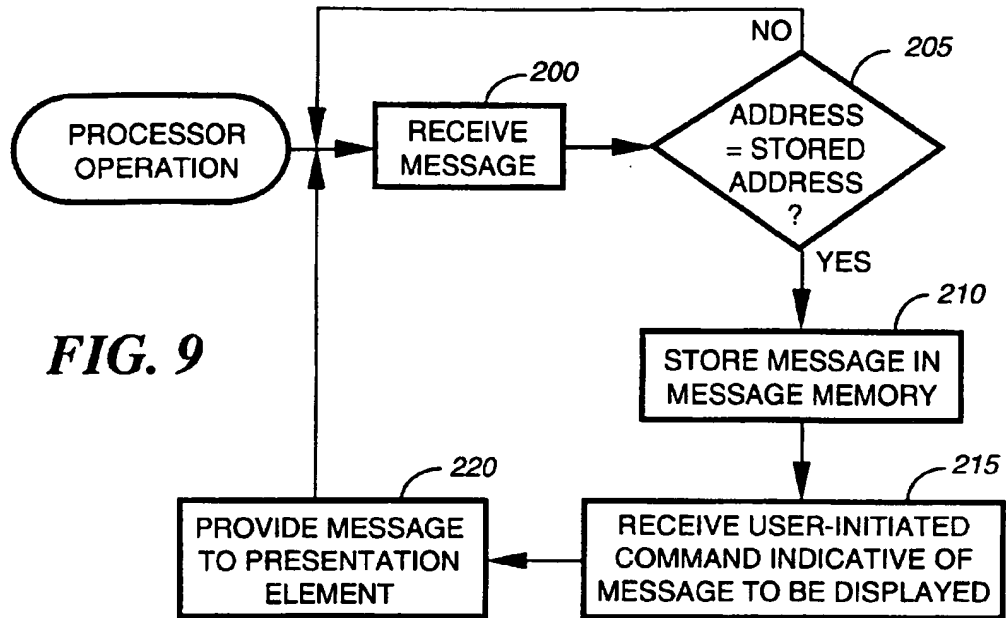 NO
205
200
PROCESSOR
OPERATION
RECEIVE
MESSAGE
ADDRESS
= STORED
ADDRESS
?
YES
210
FIG. 9
STORE MESSAGE IN
MESSAGE MEMORY
220
215
PROVIDE MESSAGE
TO PRESENTATION
ELEMENT
RECEIVE USER-INITIATED
COMMAND INDICATIVE OF
MESSAGE TO BE DISPLAYED